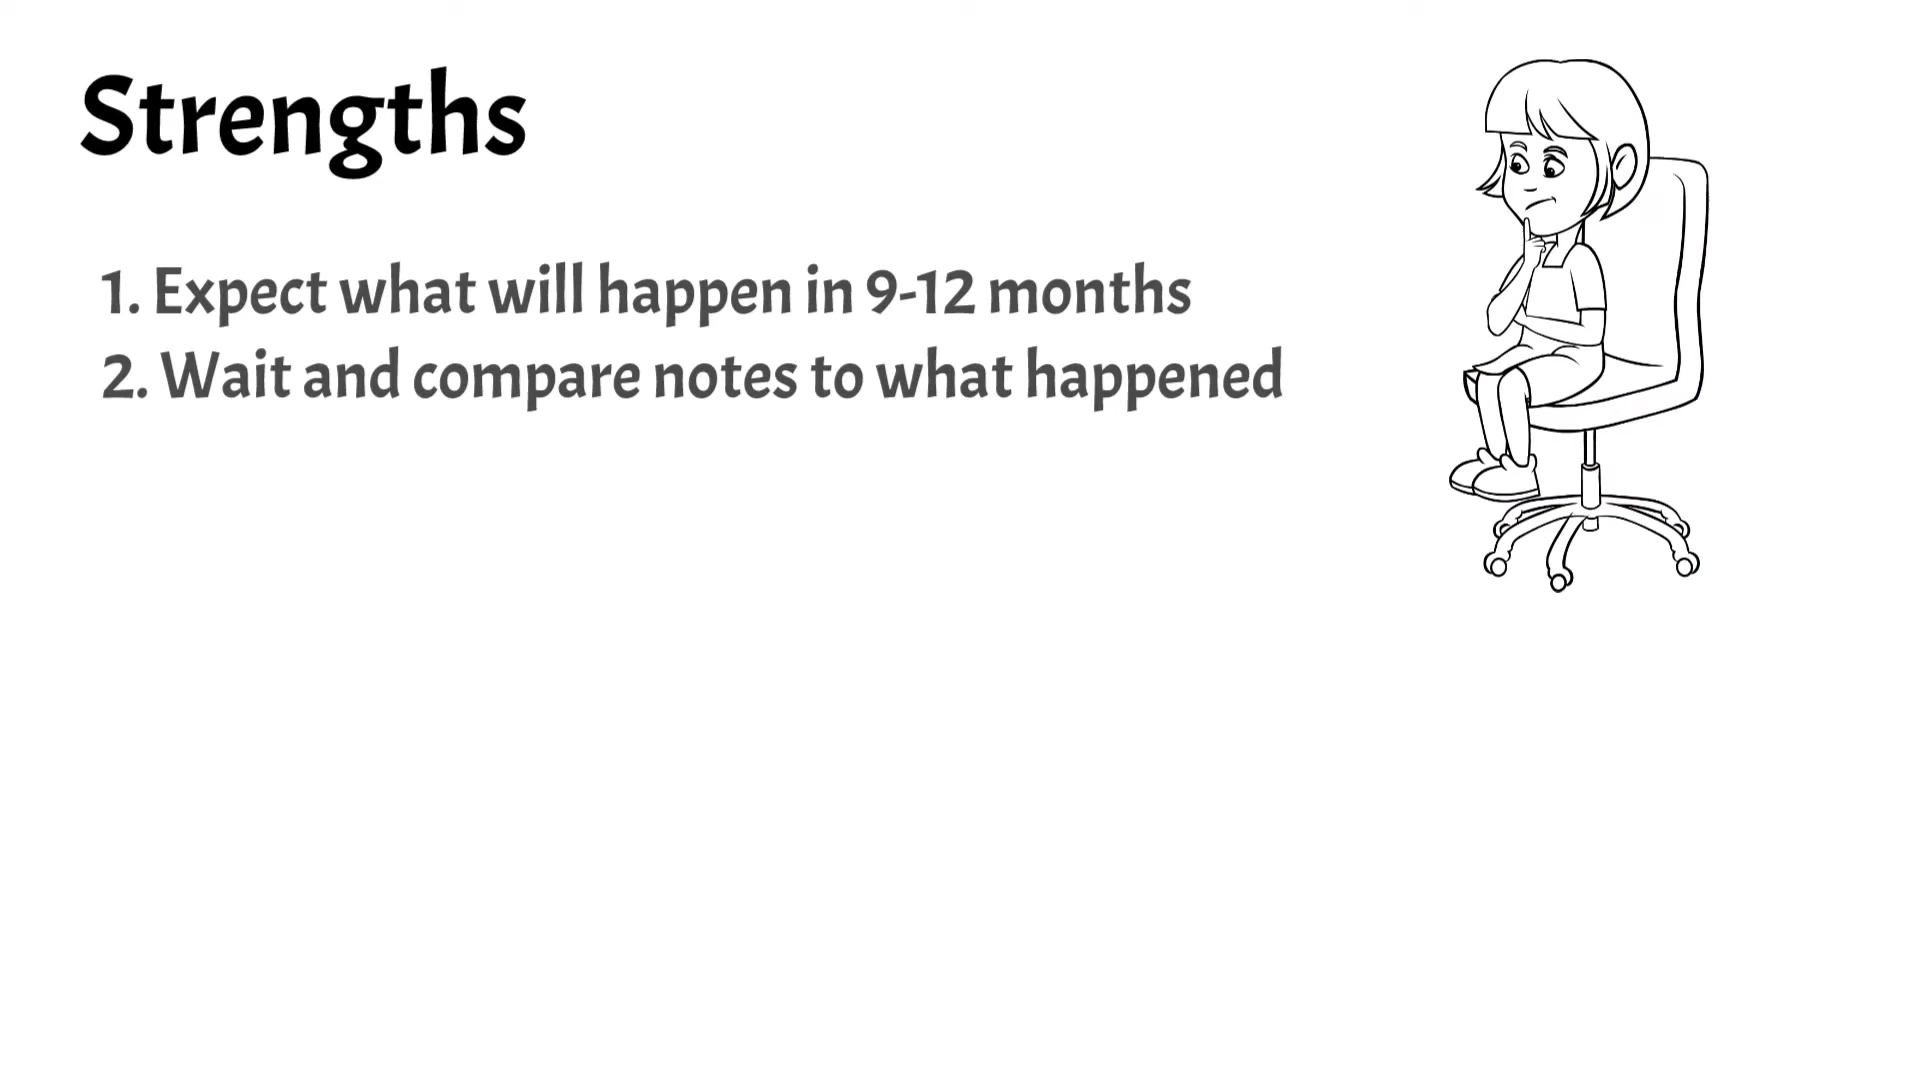 Strengths
1. Expect what will happen in 9-12 months
2. Wait and compare notes to what happened